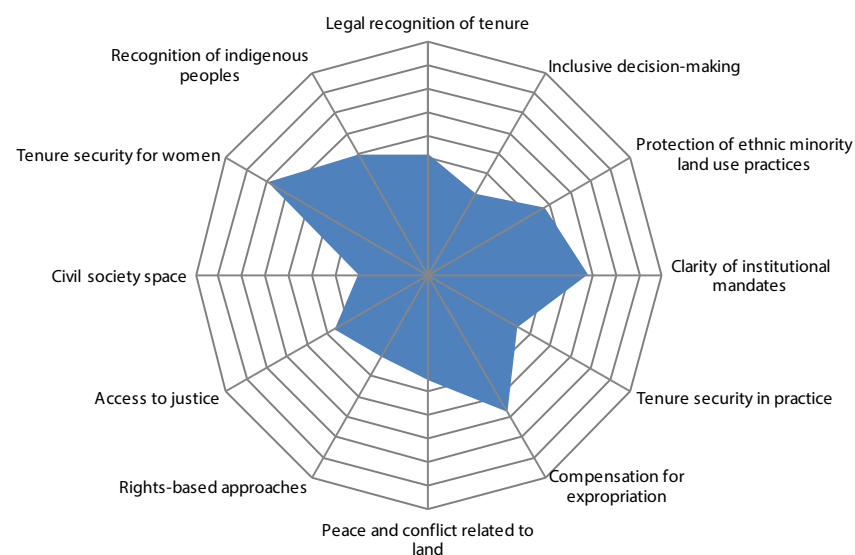 Legal recognition of tenure
Inclusive decision-making
Protection of ethnic minority
land use practices
Clarity of institutional
mandates
Tenure security in practice
Compensation for
expropriation
Peace and conflict related to
land
Rights-based approaches
Access to justice
Civil society space
Tenure security for women
Recognition of indigenous
peoples